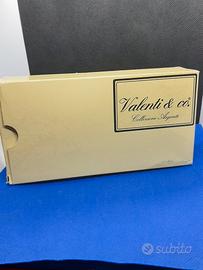 Valenti & co.
Collezione Argenti
subito